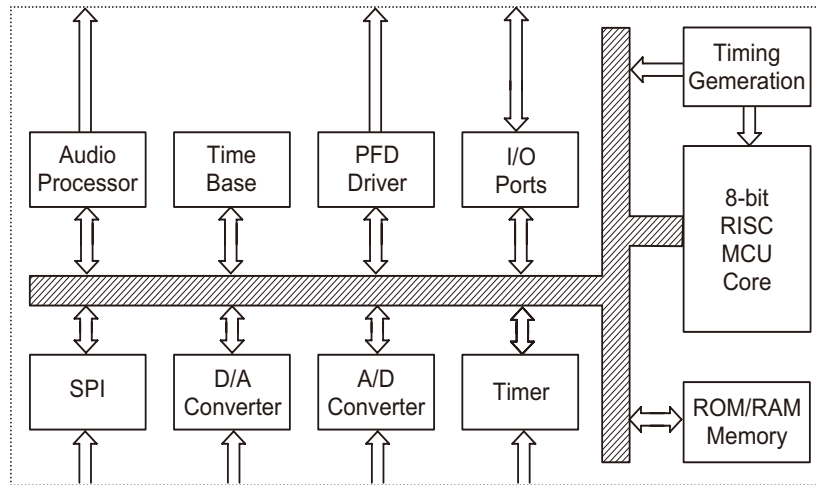 Timing
Gemeration
Audio
Processor
Time
Base
PFD
Driver
I/O
Ports
8-bit
RISC
MCU
Core
SPI
D/A
Converter
A/D
Converter
Timer
ROM/RAM
Memory